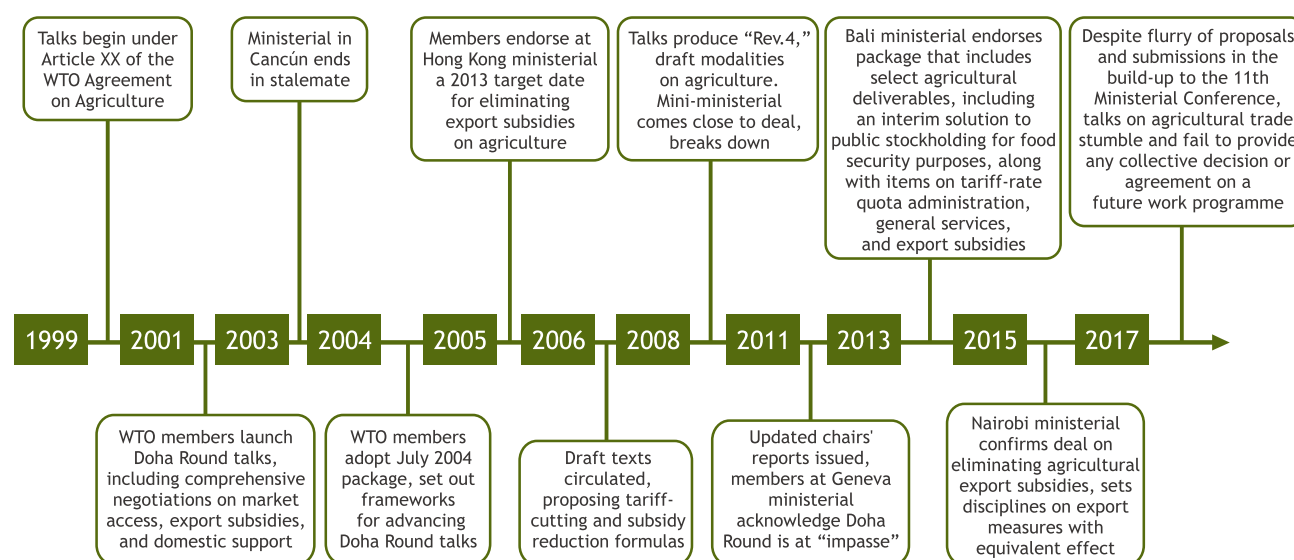 Talks begin under
Article XX of the
WTO Agreement
on Agriculture
Ministerial in
Cancún ends
in stalemate
Members endorse at
Hong Kong ministerial
a 2013 target date
for eliminating
export subsidies
on agriculture
Talks produce “Rev.4,”
draft modalities
on agriculture.
Mini-ministerial
comes close to deal,
breaks down
Bali ministerial endorses
package that includes
select agricultural
deliverables, including
an interim solution to
public stockholding for food
security purposes, along
with items on tariff-rate
quota administration,
general services,
and export subsidies
Despite flurry of proposals
and submissions in the
build-up to the 11th
Ministerial Conference,
talks on agricultural trade
stumble and fail to provide
any collective decision or
agreement on a
future work programme
1999 2001 2003 2004 2005 2006 2008 2011 2013 2015 2017
WTO members launch
Doha Round talks,
including comprehensive
negotiations on market
access, export subsidies,
and domestic support
WTO members
adopt July 2004
package, set out
frameworks
for advancing
Doha Round talks
Draft texts
circulated,
proposing tariff-
cutting and subsidy
reduction formulas
Updated chairs'
reports issued,
members at Geneva
ministerial
acknowledge Doha
Round is at “impasse”
Nairobi ministerial
confirms deal on
eliminating agricultural
export subsidies, sets
disciplines on export
measures with
equivalent effect